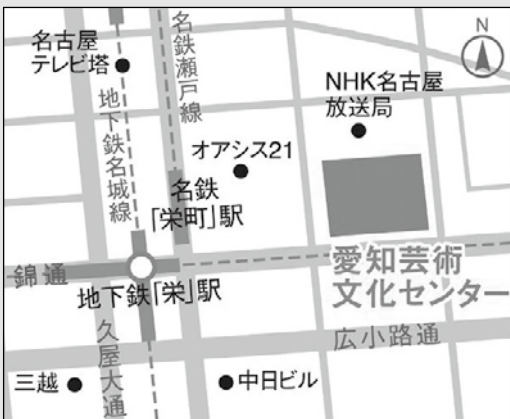 名古屋
テレビ塔
名鉄瀬戸線
N
NHK名古屋
放送局
地下鉄名城線
オアシス21
名鉄
「栄町」駅
愛知芸術
文化センター
錦通
地下鉄「栄」駅
久屋大通
広小路通
三越
中日ビル